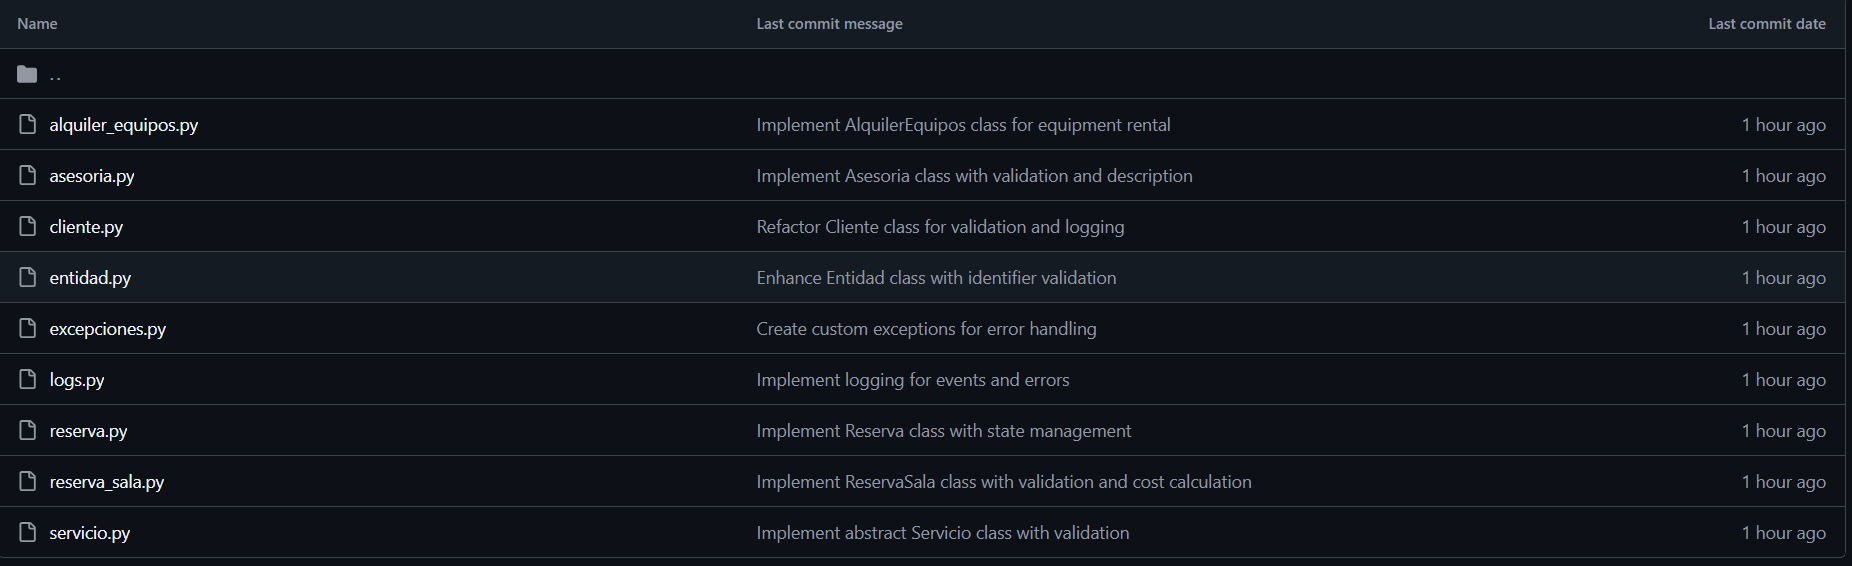 Name Last commit message Last commit date
..
alquiler_equipos.py Implement AlquilerEquipos class for equipment rental 1 hour ago
asesoria.py Implement Asesoria class with validation and description 1 hour ago
cliente.py Refactor Cliente class for validation and logging 1 hour ago
entidad.py Enhance Entidad class with identifier validation 1 hour ago
excepciones.py Create custom exceptions for error handling 1 hour ago
logs.py Implement logging for events and errors 1 hour ago
reserva.py Implement Reserva class with state management 1 hour ago
reserva_sala.py Implement ReservaSala class with validation and cost calculation 1 hour ago
servicio.py Implement abstract Servicio class with validation 1 hour ago